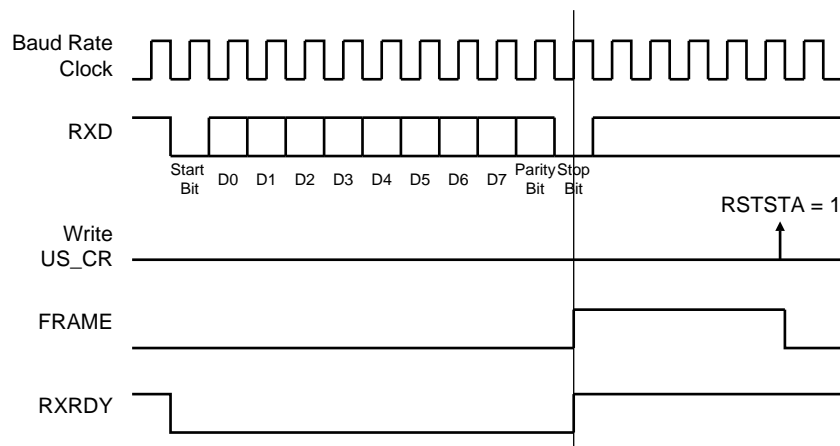 Baud Rate
Clock
RXD
Start
Bit
D0 D1 D2 D3 D4 D5 D6 D7
Parity
Bit
Stop
Bit
RSTSTA = 1
Write
US_CR
FRAME
RXRDY